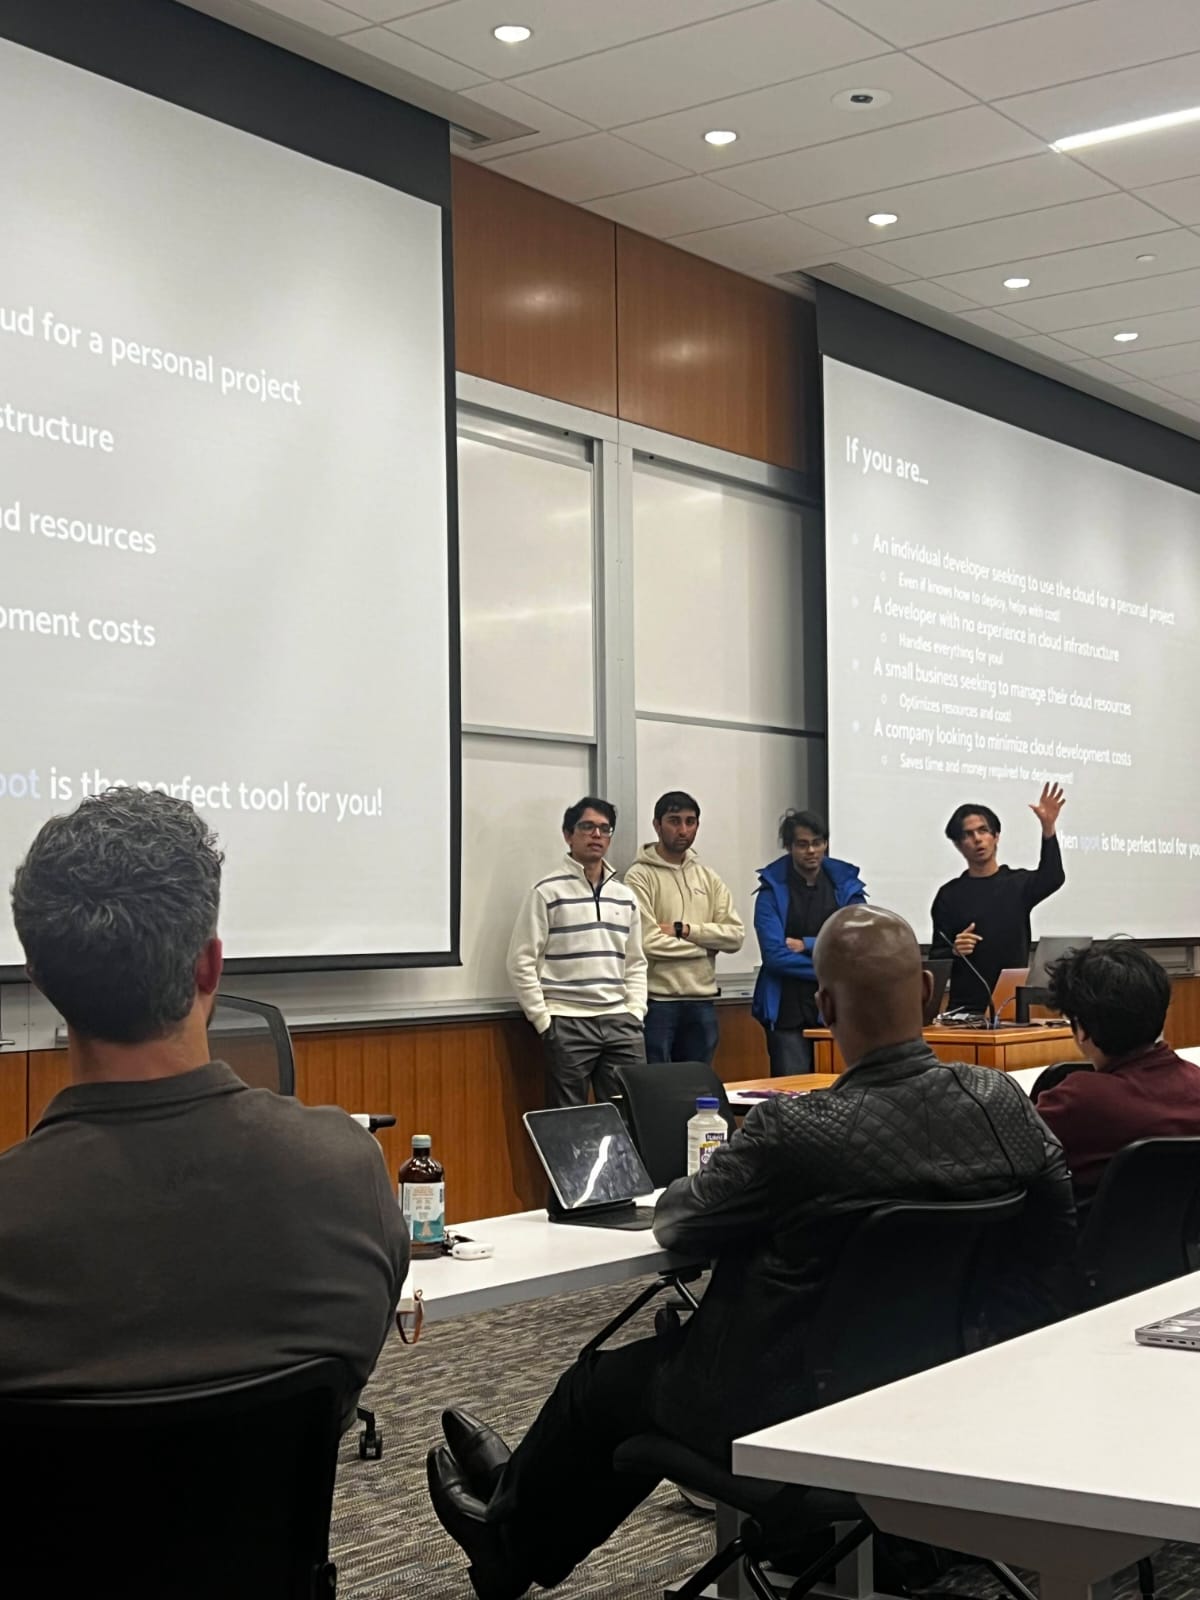 ud for a personal project
structure
d resources
pment costs
pot is the perfect tool for you!
If you are...
An individual developer seeking to use the cloud for a personal project
Even if knows how to deploy, helps with cost!
A developer with no experience in cloud infrastructure
Handles everything for you!
A small business seeking to manage their cloud resources
Optimizes resources and cost!
A company looking to minimize cloud development costs
Saves time and money required for deployment!
hen spot is the perfect tool for you